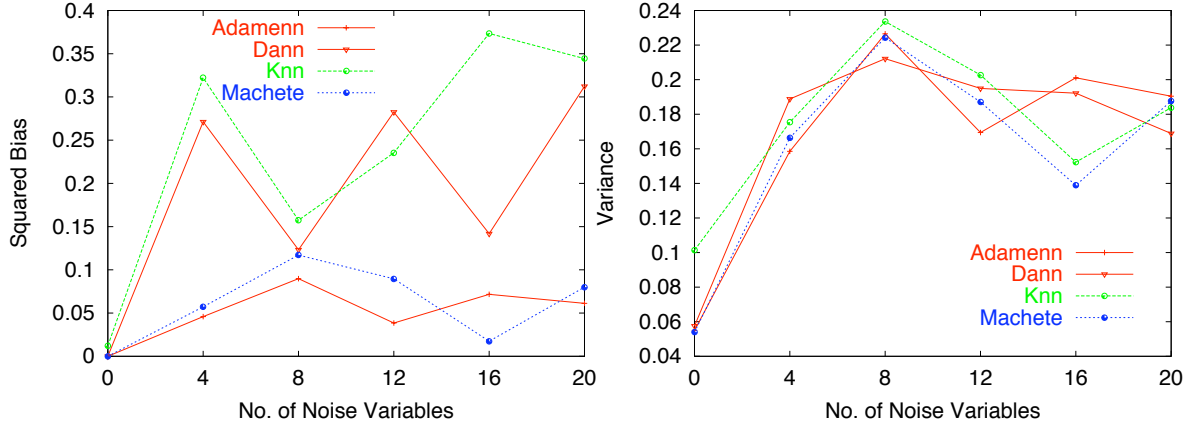 Squared Bias
0.4
0.35
0.3
0.25
0.2
0.15
0.1
0.05
0
Adamenn
Dann
Knn
Machete
0 4 8 12 16 20
No. of Noise Variables
Variance
0.24
0.22
0.2
0.18
0.16
0.14
0.12
0.1
0.08
0.06
0.04
Adamenn
Dann
Knn
Machete
0 4 8 12 16 20
No. of Noise Variables